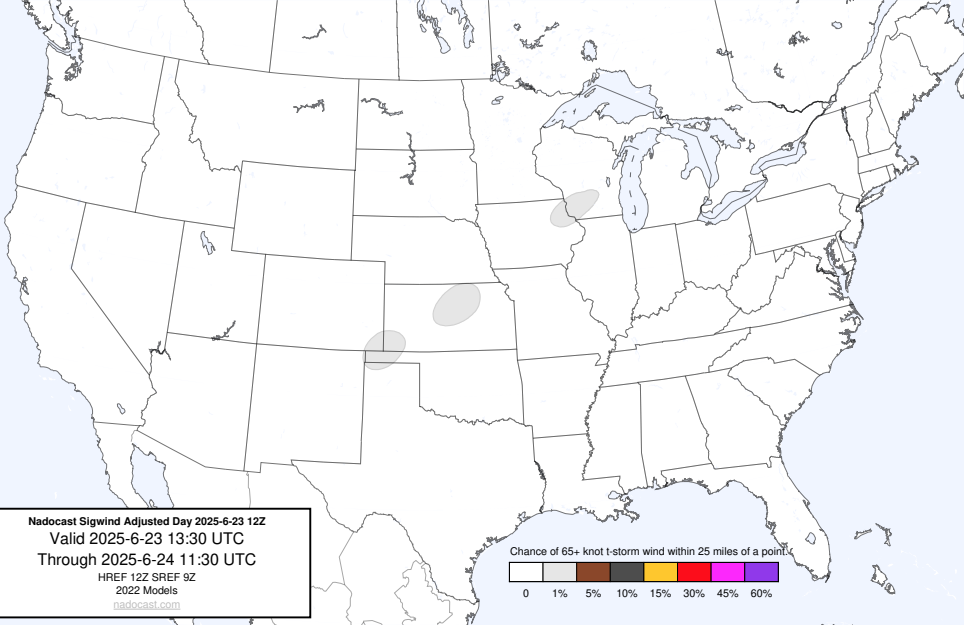 Nadocast Sigwind Adjusted Day 2025-6-23 12Z
Valid 2025-6-23 13:30 UTC
Through 2025-6-24 11:30 UTC
HREF 12Z SREF 9Z
2022 Models
nadocast.com
Chance of 65+ knot t-storm wind within 25 miles of a point.
0 1% 5% 10% 15% 30% 45% 60%